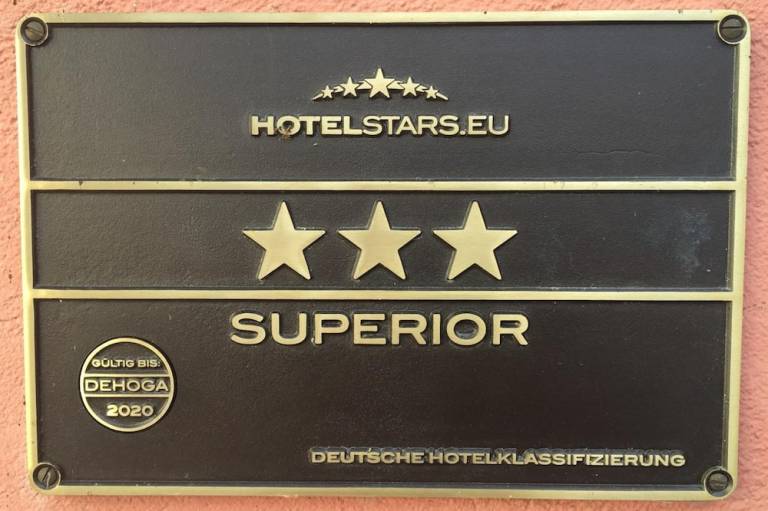 HOTELSTARS.EU
SUPERIOR
GÜLTIG BIS:
DEHOGA
2020
DEUTSCHE HOTELKLASSIFIZIERUNG